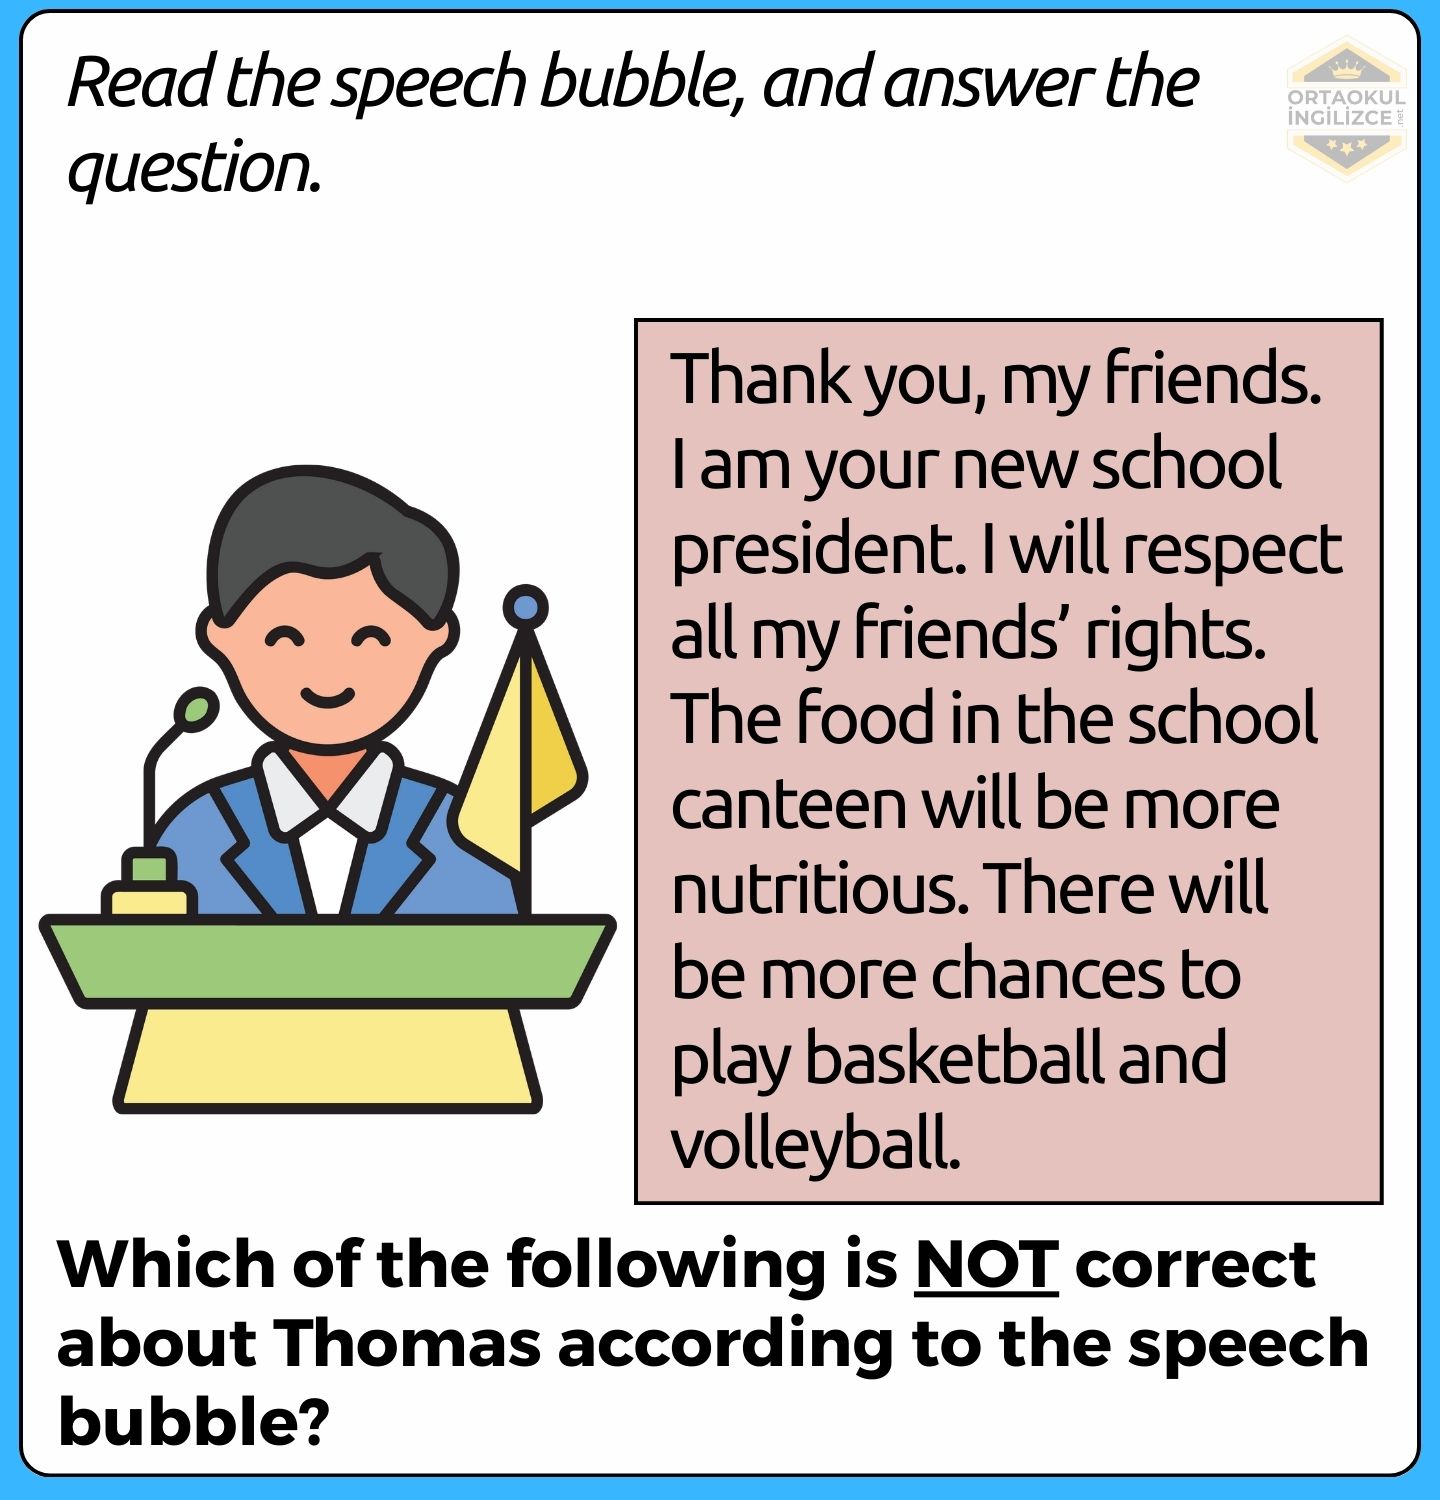 Read the speech bubble, and answer the
question.
ORTAOKUL
İNGİLİZCE
.net
Thank you, my friends.
I am your new school
president. I will respect
all my friends’ rights.
The food in the school
canteen will be more
nutritious. There will
be more chances to
play basketball and
volleyball.
Which of the following is NOT correct
about Thomas according to the speech
bubble?